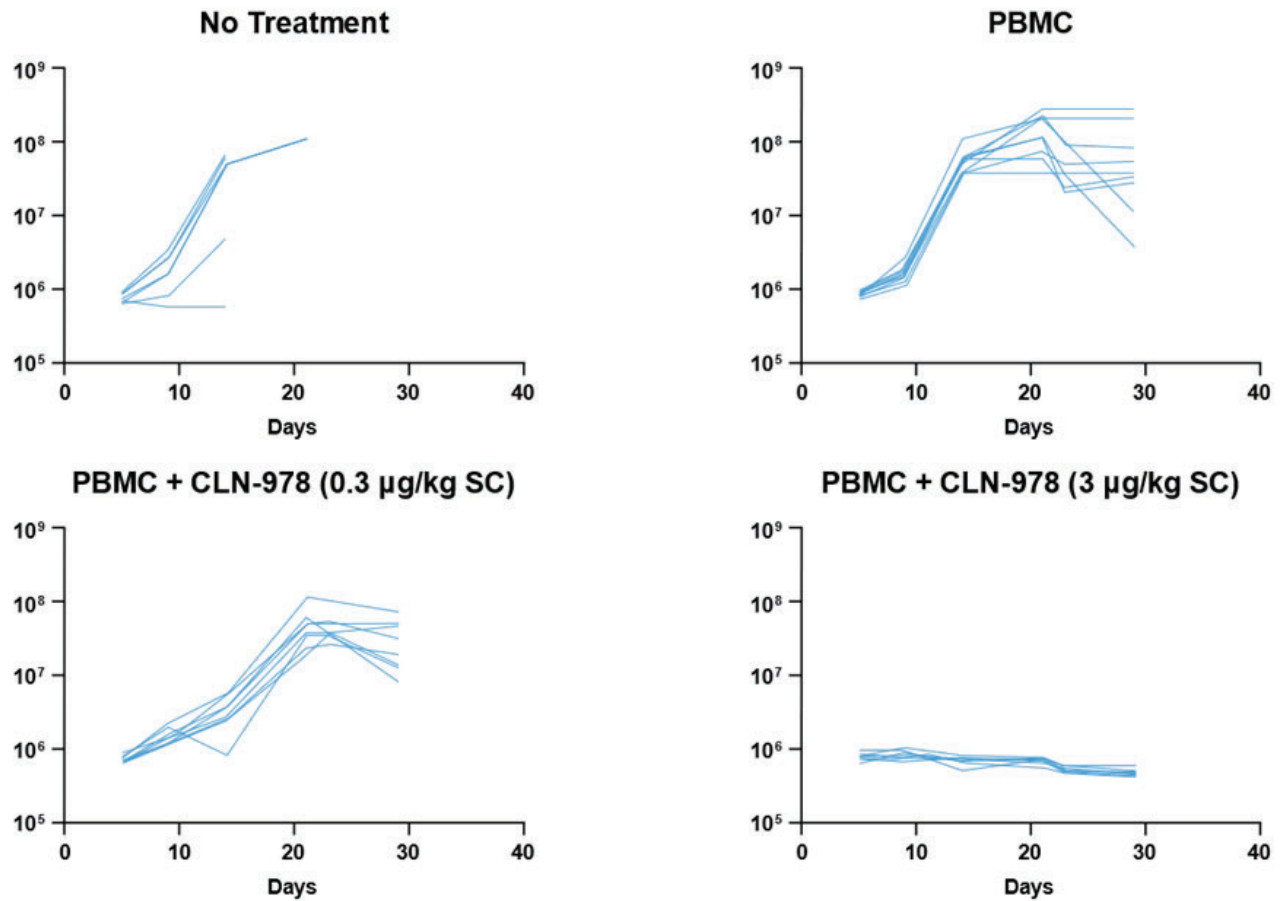 No Treatment
10⁹
10⁸
10⁷
10⁶
10⁵
0 10 20 30 40
Days
PBMC
10⁹
10⁸
10⁷
10⁶
10⁵
0 10 20 30 40
Days
PBMC + CLN-978 (0.3 µg/kg SC)
10⁹
10⁸
10⁷
10⁶
10⁵
0 10 20 30 40
Days
PBMC + CLN-978 (3 µg/kg SC)
10⁹
10⁸
10⁷
10⁶
10⁵
0 10 20 30 40
Days